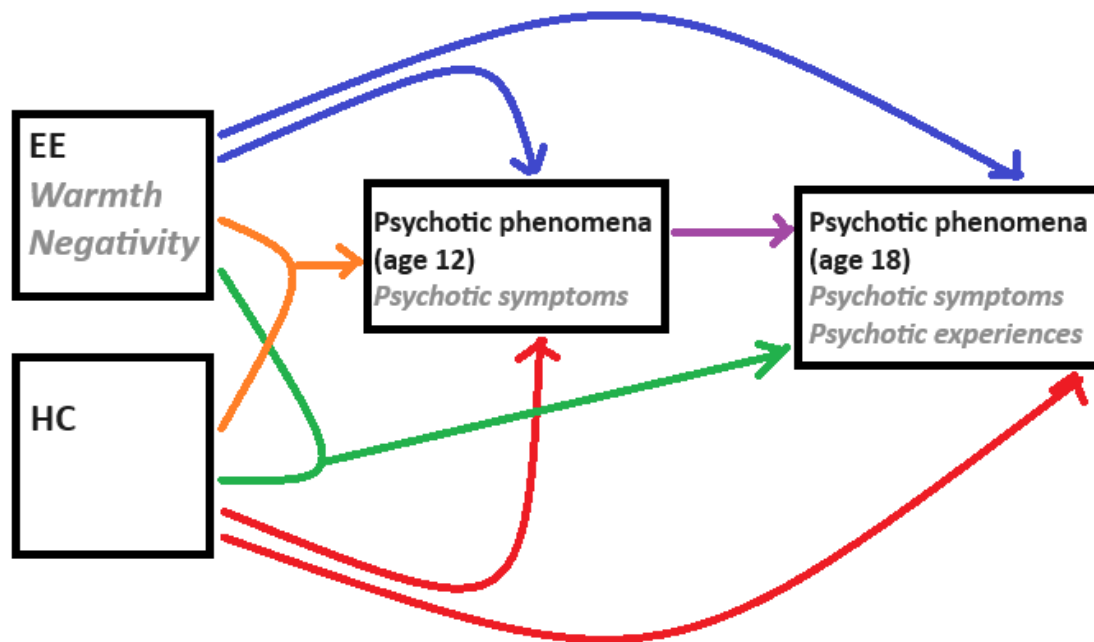 EE
Warmth
Negativity
HC
Psychotic phenomena
(age 12)
Psychotic symptoms
Psychotic phenomena
(age 18)
Psychotic symptoms
Psychotic experiences